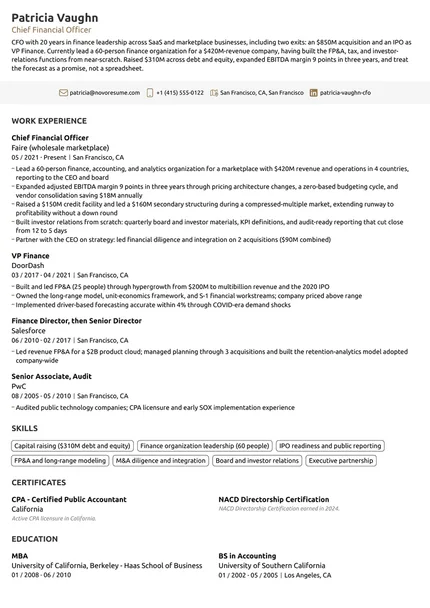 Patricia Vaughn
Chief Financial Officer
CFO with 20 years in finance leadership across SaaS and marketplace businesses, including two exits: an $850M acquisition and an IPO as
VP Finance. Currently lead a 60-person finance organization for a $420M-revenue company, having built the FP&A, tax, and investor-
relations functions from near-scratch. Raised $310M across debt and equity, expanded EBITDA margin 9 points in three years, and treat
the forecast as a promise, not a spreadsheet.
patricia@novoresume.com +1 (415) 555-0122 San Francisco, CA, San Francisco patricia-vaughn-cfo
WORK EXPERIENCE
Chief Financial Officer
Faire (wholesale marketplace)
05 / 2021 - Present | San Francisco, CA
– Lead a 60-person finance, accounting, and analytics organization for a marketplace with $420M revenue and operations in 4 countries,
reporting to the CEO and board
– Expanded adjusted EBITDA margin 9 points in three years through pricing architecture changes, a zero-based budgeting cycle, and
vendor consolidation saving $18M annually
– Raised a $150M credit facility and led a $160M secondary structuring during a compressed-multiple market, extending runway to
profitability without a down round
– Built investor relations from scratch: quarterly board and investor materials, KPI definitions, and audit-ready reporting that cut close
from 12 to 5 days
– Partner with the CEO on strategy: led financial diligence and integration on 2 acquisitions ($90M combined)
VP Finance
DoorDash
03 / 2017 - 04 / 2021 | San Francisco, CA
– Built and led FP&A (25 people) through hypergrowth from $200M to multibillion revenue and the 2020 IPO
– Owned the long-range model, unit-economics framework, and S-1 financial workstreams; company priced above range
– Implemented driver-based forecasting accurate within 4% through COVID-era demand shocks
Finance Director, then Senior Director
Salesforce
06 / 2010 - 02 / 2017 | San Francisco, CA
– Led revenue FP&A for a $2B product cloud; managed planning through 3 acquisitions and built the retention-analytics model adopted
company-wide
Senior Associate, Audit
PwC
08 / 2005 - 05 / 2010 | San Francisco, CA
– Audited public technology companies; CPA licensure and early SOX implementation experience
SKILLS
Capital raising ($310M debt and equity) Finance organization leadership (60 people) IPO readiness and public reporting
FP&A and long-range modeling M&A diligence and integration Board and investor relations Executive partnership
CERTIFICATES
CPA - Certified Public Accountant
California
Active CPA licensure in California.
NACD Directorship Certification
NACD Directorship Certification earned in 2024.
EDUCATION
MBA
University of California, Berkeley - Haas School of Business
01 / 2008 - 06 / 2010
BS in Accounting
University of Southern California
01 / 2002 - 05 / 2005 | Los Angeles, CA